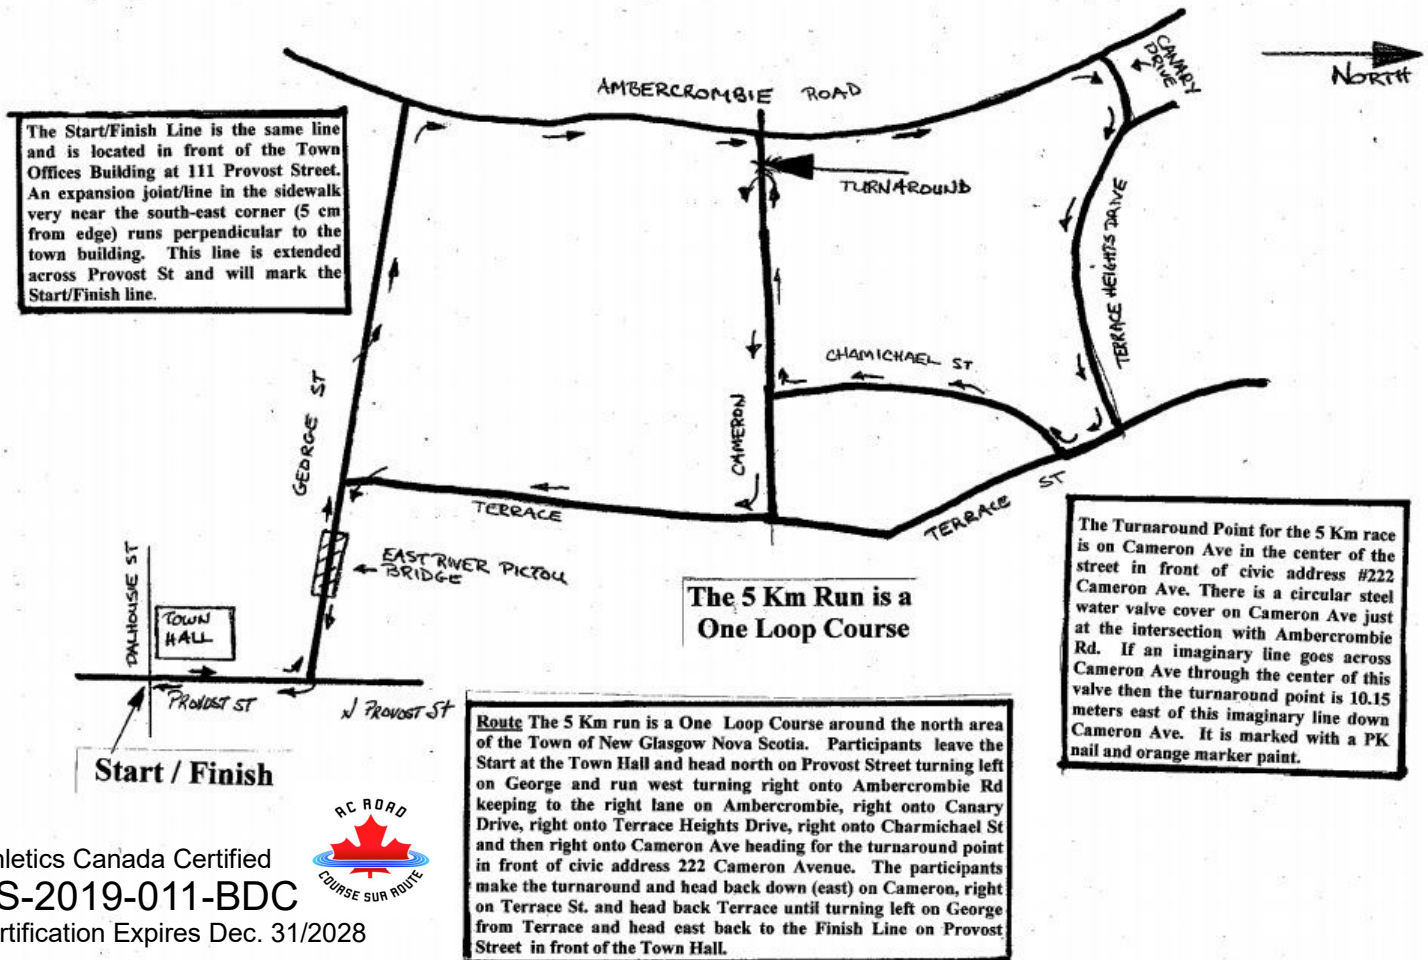 AMBERCROMBIE ROAD
CANARY
DRIVE
NORTH
The Start/Finish Line is the same line
and is located in front of the Town
Offices Building at 111 Provost Street.
An expansion joint/line in the sidewalk
very near the south-east corner (5 cm
from edge) runs perpendicular to the
town building. This line is extended
across Provost St and will mark the
Start/Finish line.
TURNAROUND
TERRACE HEIGHTS DRIVE
CHAMICHAEL ST
GEORGE ST
CAMERON
TERRACE
TERRACE ST
EAST RIVER PICTOU
BRIDGE
DALHOUSIE ST
TOWN
HALL
PROVOST ST
N PROVOST ST
Start / Finish
The 5 Km Run is a
One Loop Course
The Turnaround Point for the 5 Km race
is on Cameron Ave in the center of the
street in front of civic address #222
Cameron Ave. There is a circular steel
water valve cover on Cameron Ave just
at the intersection with Ambercrombie
Rd. If an imaginary line goes across
Cameron Ave through the center of this
valve then the turnaround point is 10.15
meters east of this imaginary line down
Cameron Ave. It is marked with a PK
nail and orange marker paint.
Route The 5 Km run is a One Loop Course around the north area
of the Town of New Glasgow Nova Scotia. Participants leave the
Start at the Town Hall and head north on Provost Street turning left
on George and run west turning right onto Ambercrombie Rd
keeping to the right lane on Ambercrombie, right onto Canary
Drive, right onto Terrace Heights Drive, right onto Charmichael St
and then right onto Cameron Ave heading for the turnaround point
in front of civic address 222 Cameron Avenue. The participants
make the turnaround and head back down (east) on Cameron, right
on Terrace St. and head back Terrace until turning left on George
from Terrace and head east back to the Finish Line on Provost
Street in front of the Town Hall.
hletics Canada Certified
S-2019-011-BDC
rtification Expires Dec. 31/2028
AC ROAD
COURSE SUR ROUTE